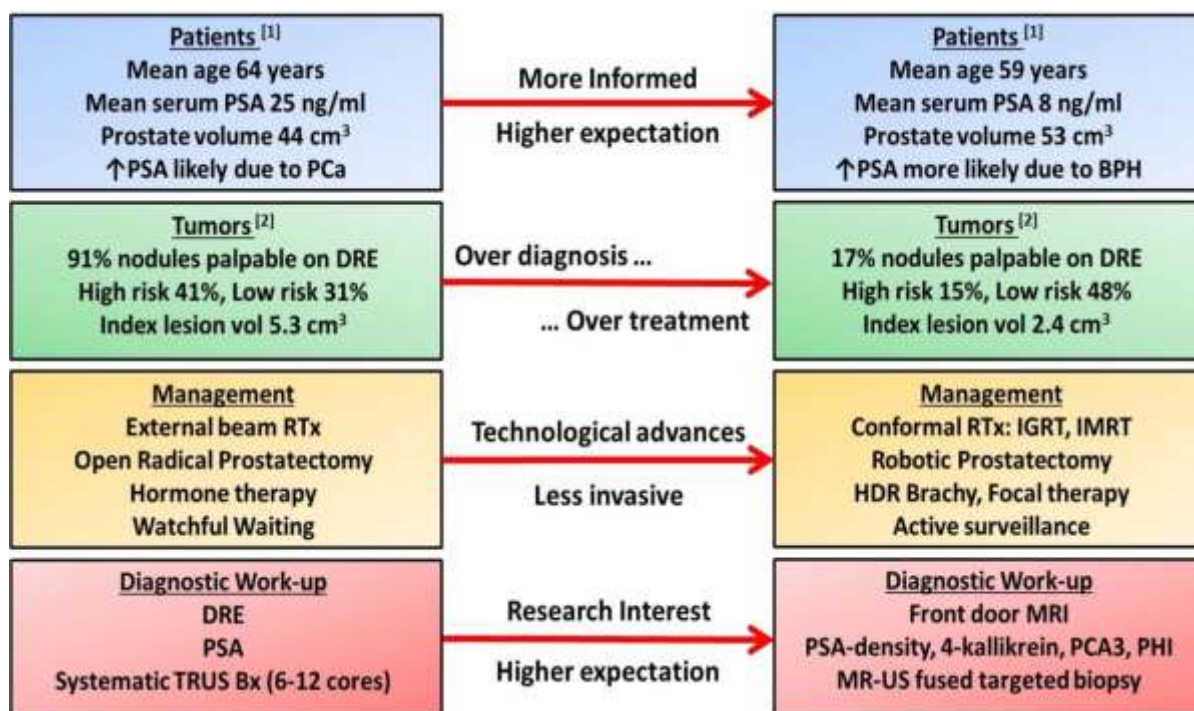 Patients [1]
Mean age 64 years
Mean serum PSA 25 ng/ml
Prostate volume 44 cm³
↑PSA likely due to PCa
More Informed
Higher expectation
Patients [1]
Mean age 59 years
Mean serum PSA 8 ng/ml
Prostate volume 53 cm³
↑PSA more likely due to BPH
Tumors [2]
91% nodules palpable on DRE
High risk 41%, Low risk 31%
Index lesion vol 5.3 cm³
Over diagnosis ...
... Over treatment
Tumors [2]
17% nodules palpable on DRE
High risk 15%, Low risk 48%
Index lesion vol 2.4 cm³
Management
External beam RTx
Open Radical Prostatectomy
Hormone therapy
Watchful Waiting
Technological advances
Less invasive
Management
Conformal RTx: IGRT, IMRT
Robotic Prostatectomy
HDR Brachy, Focal therapy
Active surveillance
Diagnostic Work-up
DRE
PSA
Systematic TRUS Bx (6-12 cores)
Research Interest
Higher expectation
Diagnostic Work-up
Front door MRI
PSA-density, 4-kallikrein, PCA3, PHI
MR-US fused targeted biopsy